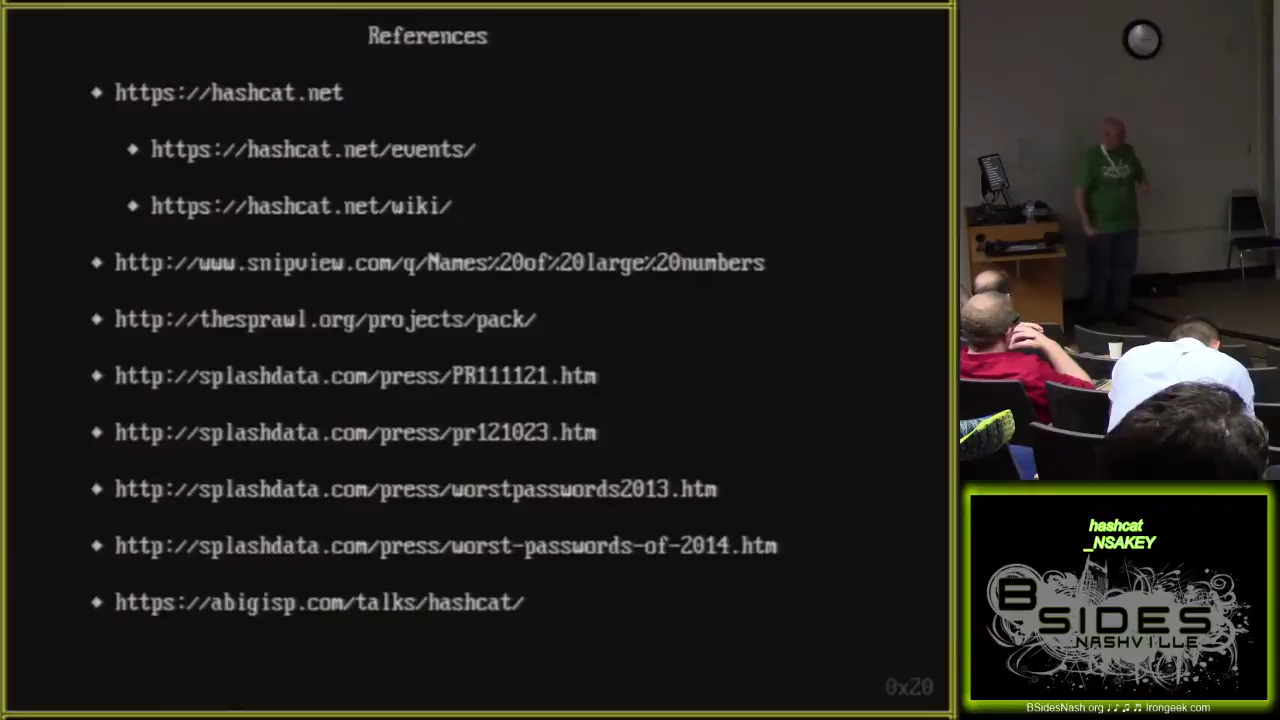 References
https://hashcat.net
https://hashcat.net/events/
https://hashcat.net/wiki/
http://www.snipview.com/q/Names%20of%20large%20numbers
http://thesprawl.org/projects/pack/
http://splashdata.com/press/PR111121.htm
http://splashdata.com/press/pr121023.htm
http://splashdata.com/press/worstpasswords2013.htm
http://splashdata.com/press/worst-passwords-of-2014.htm
https://abigisp.com/talks/hashcat/
0x20
hashcat
_NSAKEY
BSIDES
NASHVILLE
BSidesNash.org ♩♪♫♬ Irongeek.com